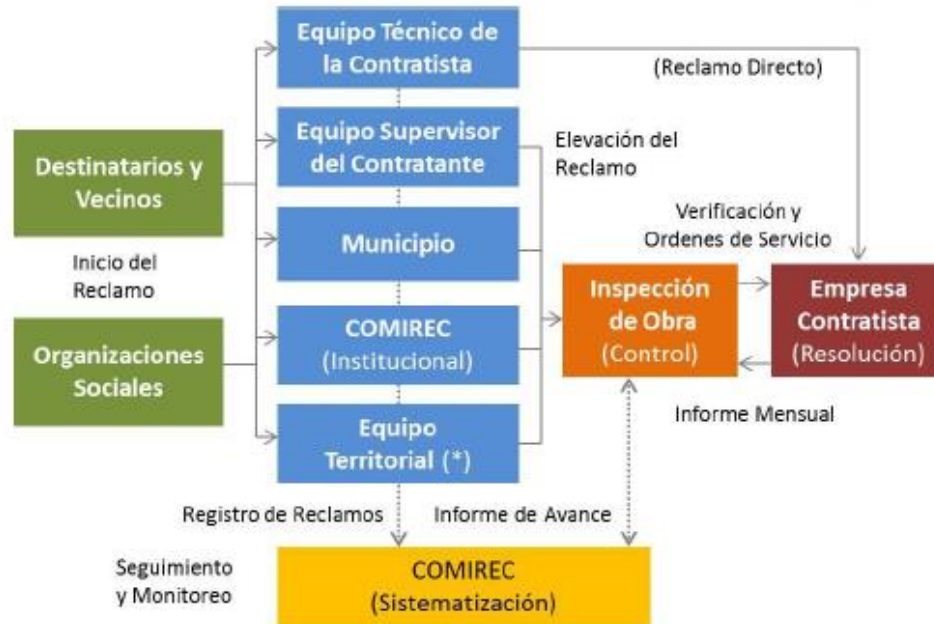 Equipo Técnico de
la Contratista
(Reclamo Directo)
Equipo Supervisor
del Contratante
Elevación del
Reclamo
Destinatarios y
Vecinos
Verificación y
Ordenes de Servicio
Municipio
Inicio del
Reclamo
Inspección
de Obra
(Control)
Empresa
Contratista
(Resolución)
COMIREC
(Institucional)
Organizaciones
Sociales
Informe Mensual
Equipo
Territorial (*)
Registro de Reclamos
Informe de Avance
Seguimiento
y Monitoreo
COMIREC
(Sistematización)